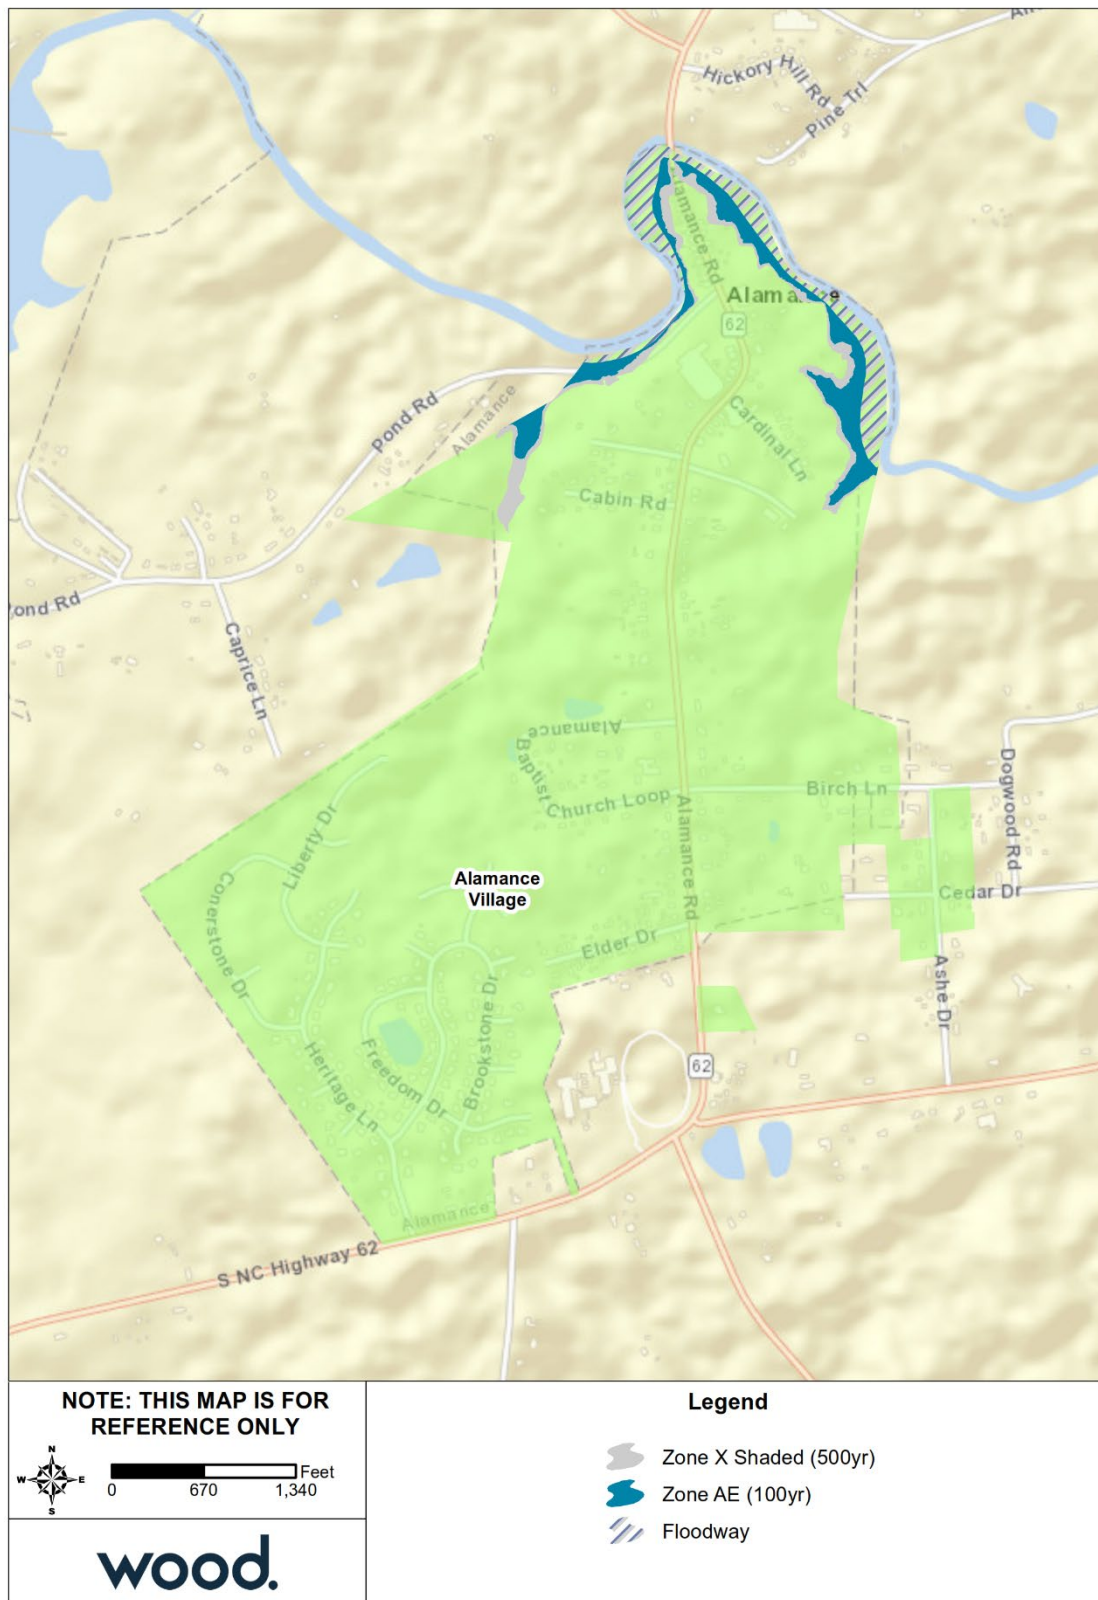 Hickory Hill Rd
Pine Trl
Alamance Rd
62
Pond Rd
Alamance
Cardinal Ln
Cabin Rd
Pond Rd
Caprice Ln
Alamance
Baptist
Church Loop
Birch Ln
Dogwood Rd
Liberty Dr
Alamance Rd
Alamance
Village
Conerstone Dr
Cedar Dr
Elder Dr
Ashe Dr
Brookstone Dr
Heritage Ln
Freedom Dr
62
Alamance
S NC Highway 62
NOTE: THIS MAP IS FOR
REFERENCE ONLY
N
W E
S
Feet
0 670 1,340
wood.
Legend
Zone X Shaded (500yr)
Zone AE (100yr)
Floodway